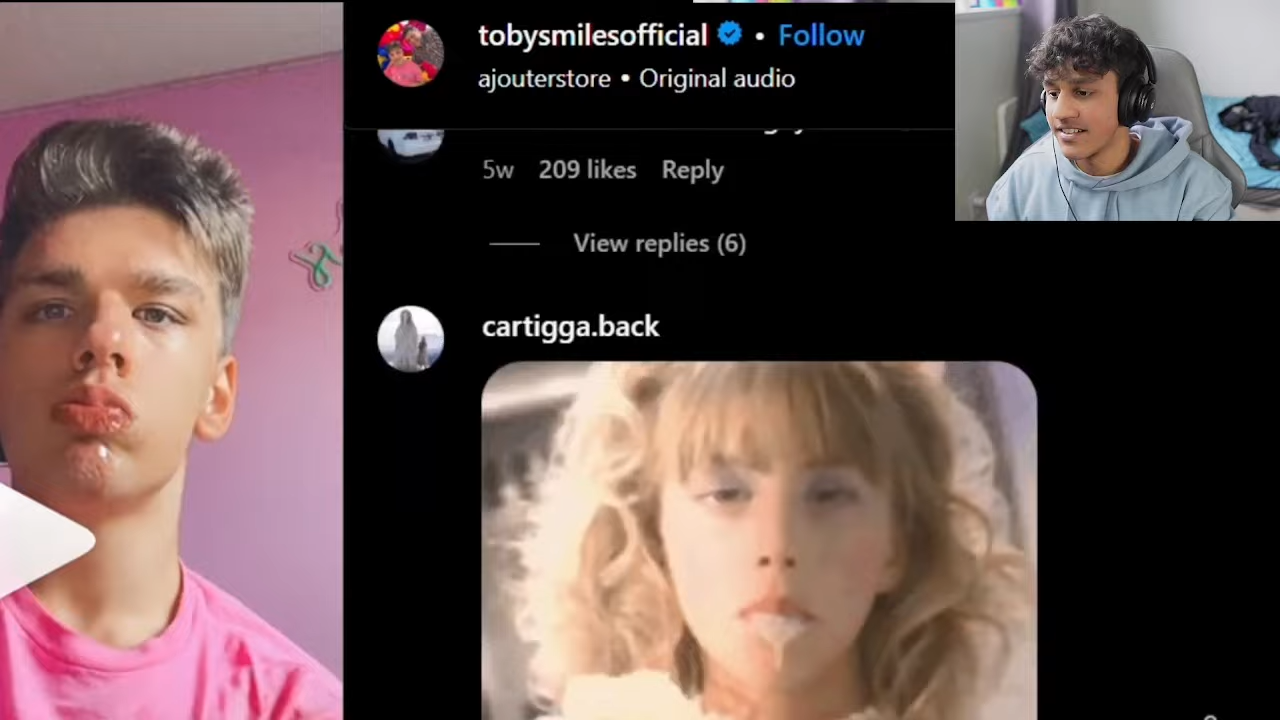 tobysmilesofficial • Follow
ajouterstore • Original audio
5w 209 likes Reply
View replies (6)
cartigga.back